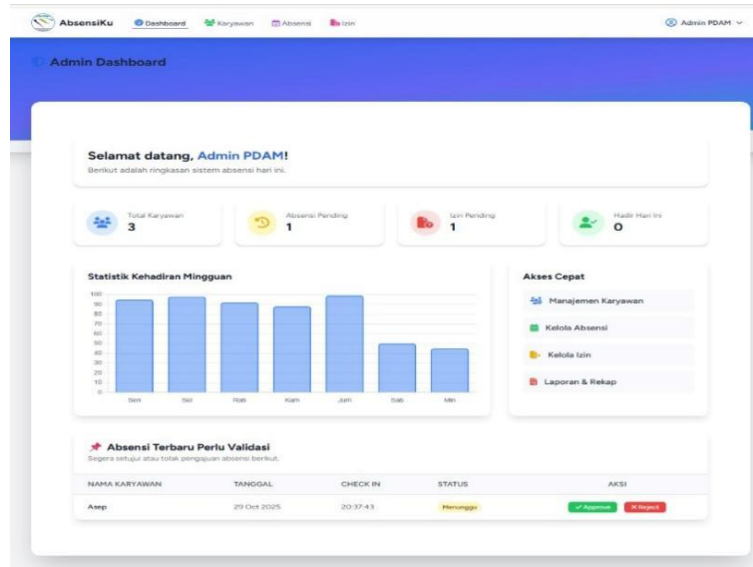 AbsensiKu Dashboard Karyawan Absensi Izin Admin PDAM
Admin Dashboard
Selamat datang, Admin PDAM!
Berikut adalah ringkasan sistem absensi hari ini.
Total Karyawan
3
Absensi Pending
1
Izin Pending
1
Hadir Hari Ini
0
Statistik Kehadiran Mingguan
100
90
80
70
60
50
40
30
20
10
0
Sen Sel Rab Kam Jum Sab Min
Akses Cepat
Manajemen Karyawan
Kelola Absensi
Kelola Izin
Laporan & Rekap
Absensi Terbaru Perlu Validasi
Segera setujui atau tolak pengajuan absensi berikut.
NAMA KARYAWAN TANGGAL CHECK IN STATUS AKSI
Asep 29 Oct 2025 20:37:43 Menunggu Approve Reject